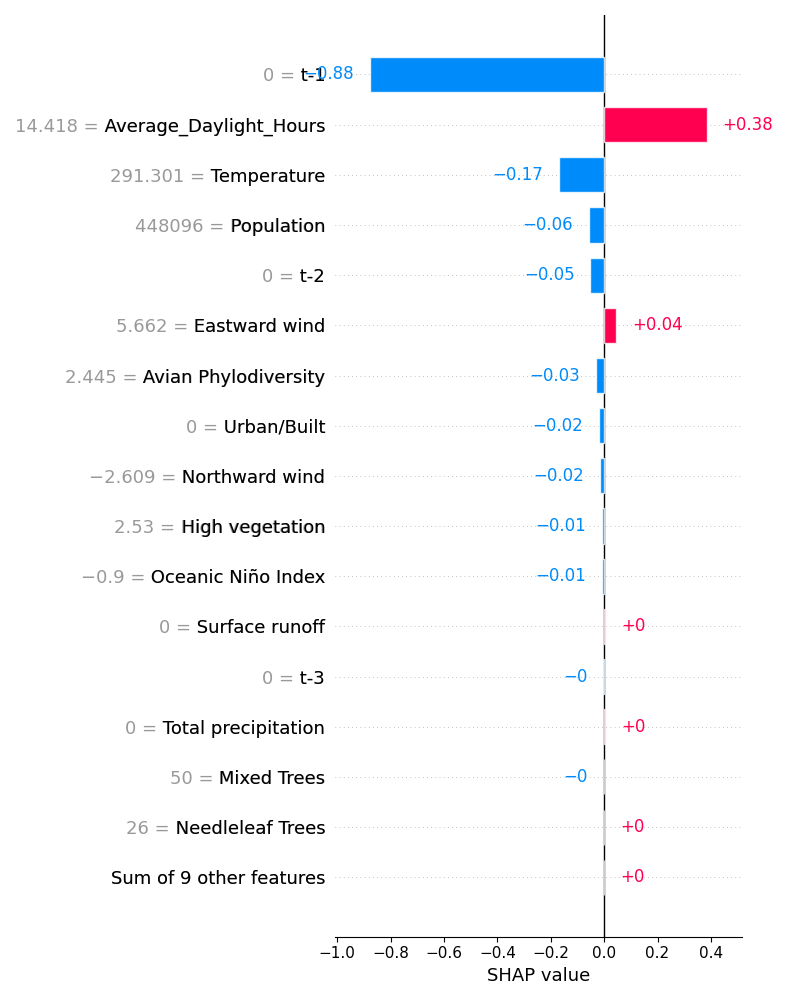 0 = t-1 −0.88
14.418 = Average_Daylight_Hours +0.38
291.301 = Temperature −0.17
448096 = Population −0.06
0 = t-2 −0.05
5.662 = Eastward wind +0.04
2.445 = Avian Phylodiversity −0.03
0 = Urban/Built −0.02
−2.609 = Northward wind −0.02
2.53 = High vegetation −0.01
−0.9 = Oceanic Niño Index −0.01
0 = Surface runoff +0
0 = t-3 −0
0 = Total precipitation +0
50 = Mixed Trees −0
26 = Needleleaf Trees +0
Sum of 9 other features +0
−1.0 −0.8 −0.6 −0.4 −0.2 0.0 0.2 0.4
SHAP value